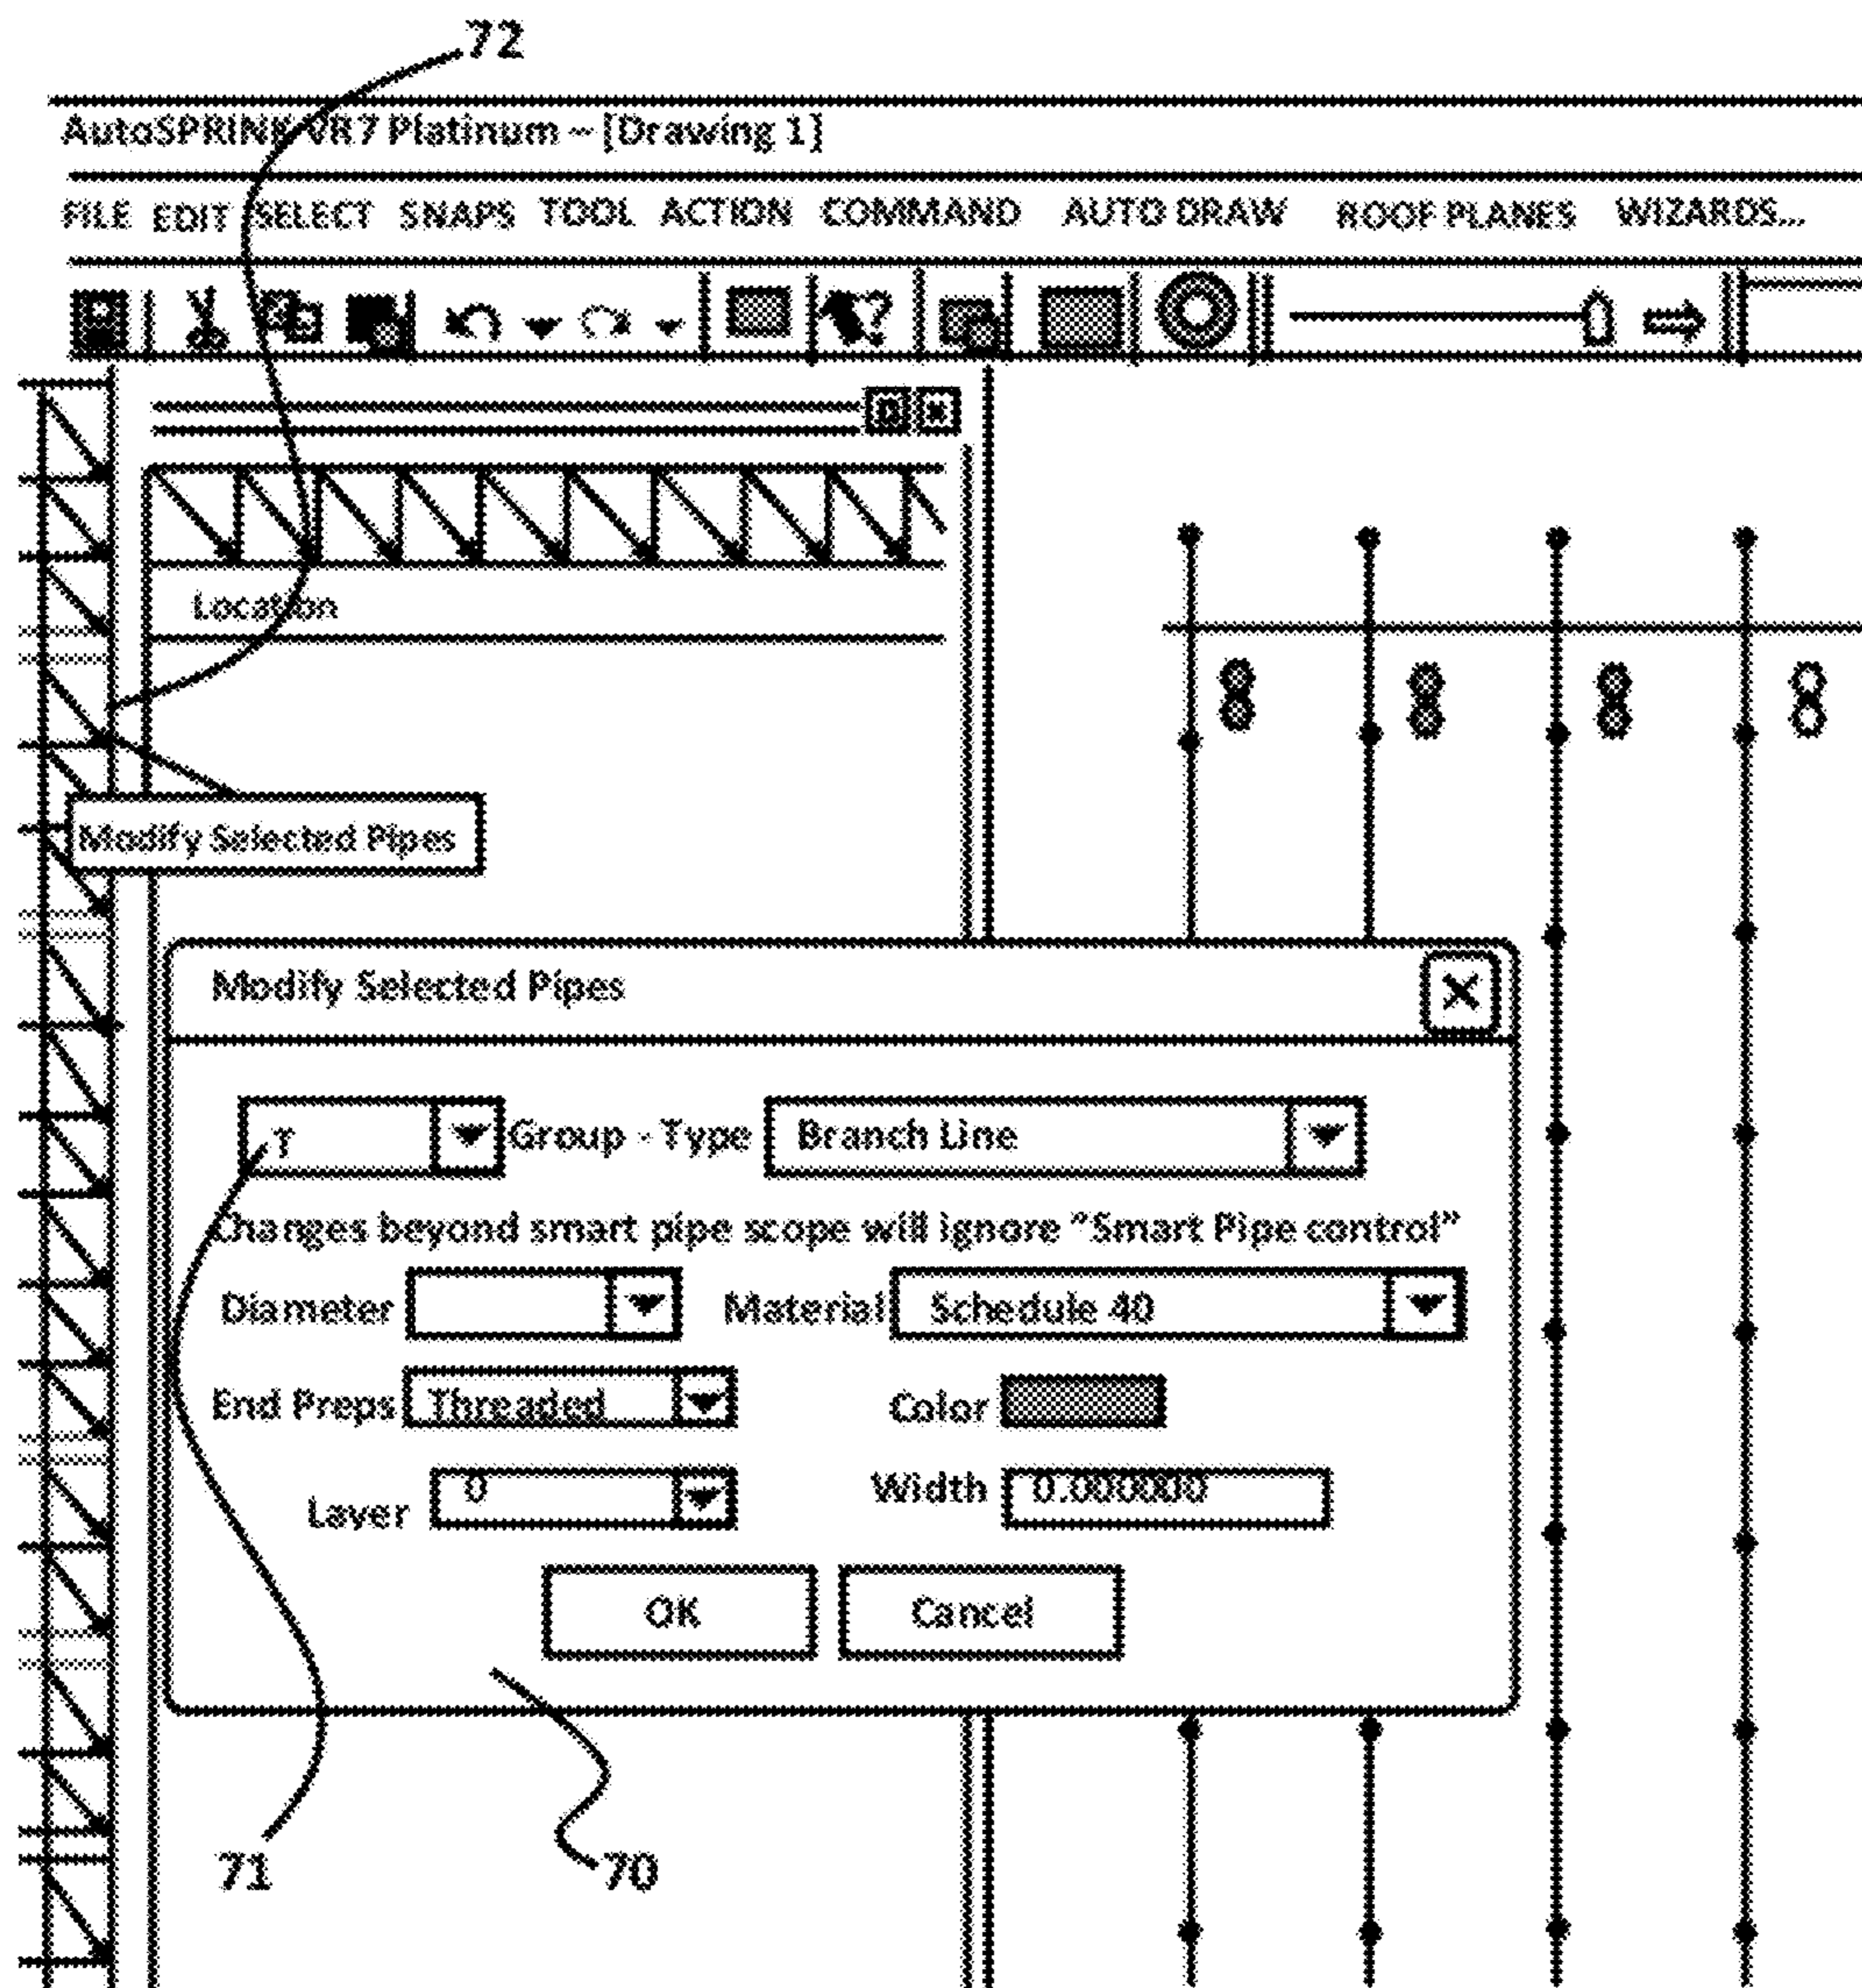 72
AutoSPRINK VR7 Platinum – [Drawing 1]
FILE EDIT SELECT SNAPS TOOL ACTION COMMAND AUTO DRAW ROOF PLANES WIZARDS...
Location
Modify Selected Pipes
Modify Selected Pipes
T Group - Type Branch Line
Changes beyond smart pipe scope will ignore “Smart Pipe control”
Diameter Material Schedule 40
End Preps Threaded Color
Layer 0 Width 0.000000
OK Cancel
71 70